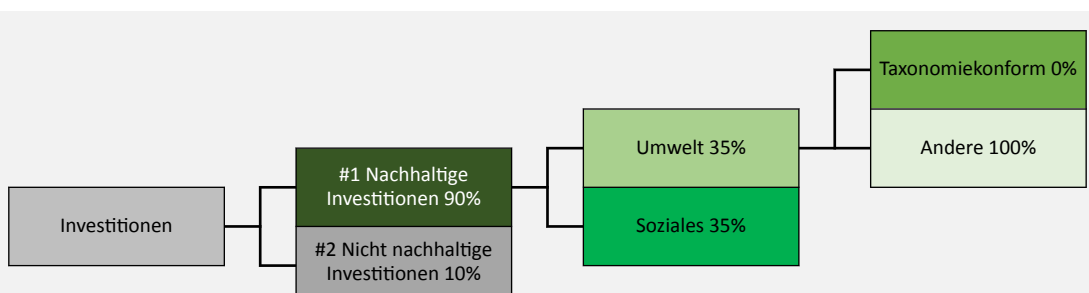 Investitionen
#1 Nachhaltige
Investitionen 90%
#2 Nicht nachhaltige
Investitionen 10%
Umwelt 35%
Soziales 35%
Taxonomiekonform 0%
Andere 100%